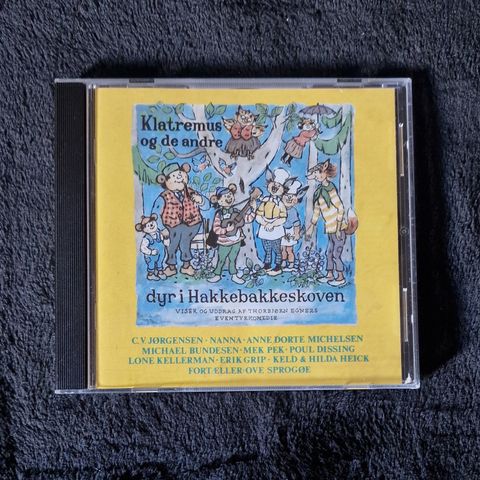 Klatremus
og de andre
dyr i Hakkebakkeskoven
VISER OG UDDRAG AF THORBJØRN EGNERS
EVENTYRKOMEDIE
C.V JØRGENSEN · NANNA · ANNE DORTE MICHELSEN
MICHAEL BUNDESEN · MEK PEK · POUL DISSING
LONE KELLERMAN · ERIK GRIP · KELD & HILDA HEICK
FORTÆLLER OVE SPROGØE